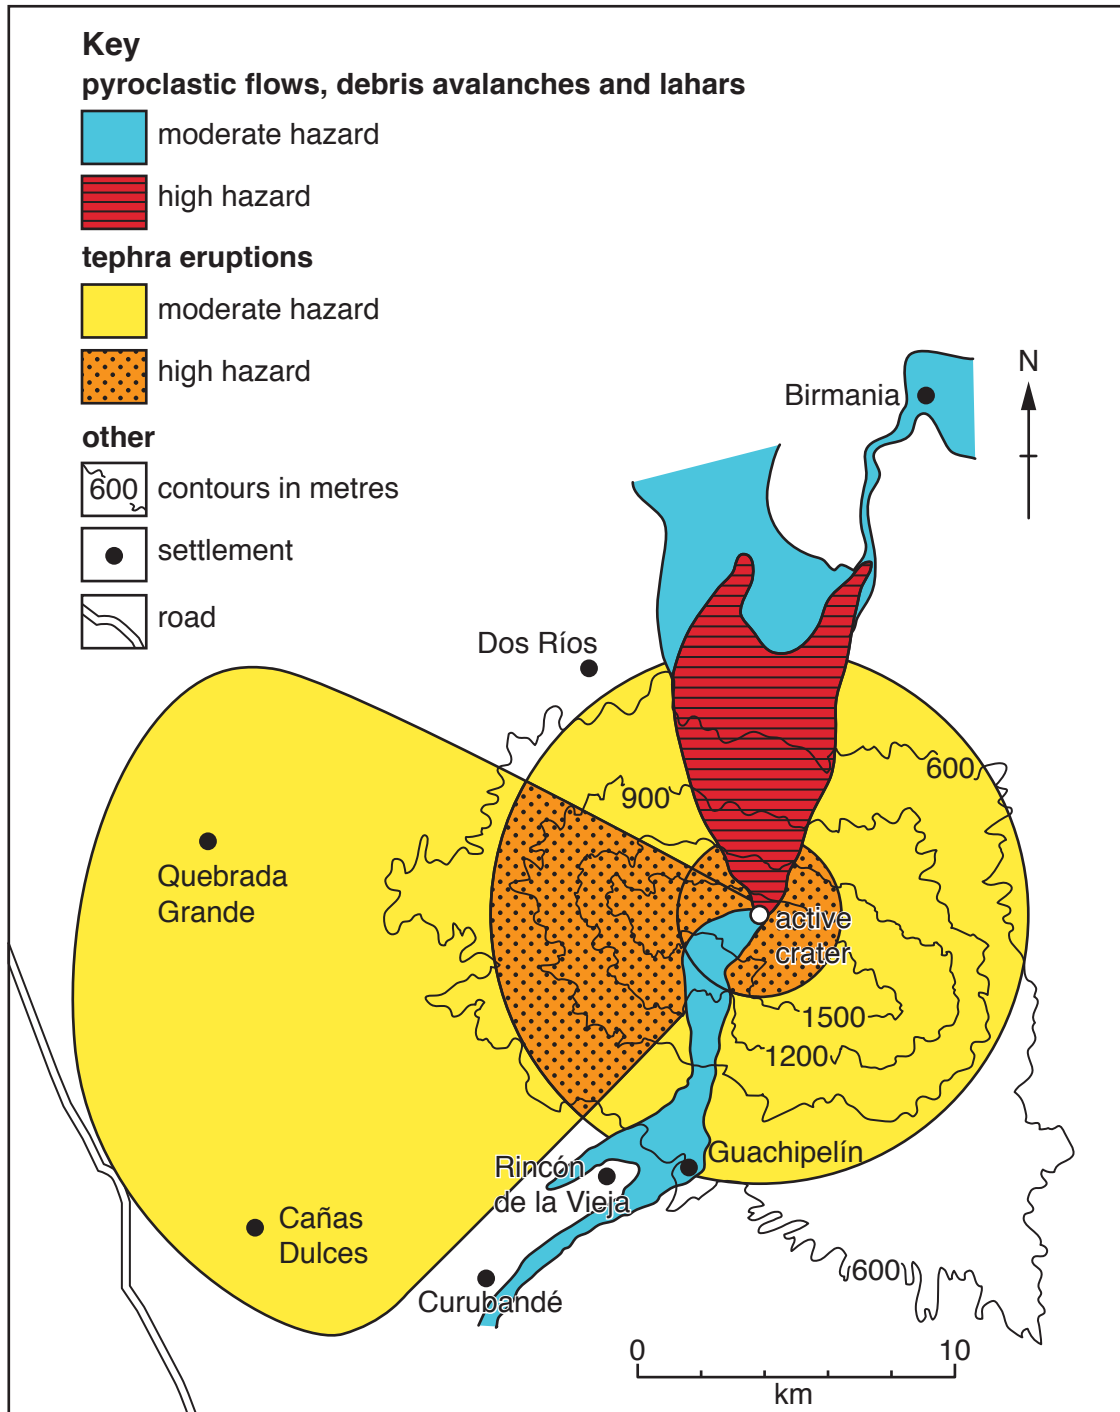 Key
pyroclastic flows, debris avalanches and lahars
moderate hazard
high hazard
tephra eruptions
moderate hazard
high hazard
other
600
contours in metres
settlement
road
N
Birmania
Dos Ríos
600
900
Quebrada
Grande
active
crater
1500
1200
Guachipelín
Rincón
de la Vieja
Cañas
Dulces
600
Curubandé
0 10
km